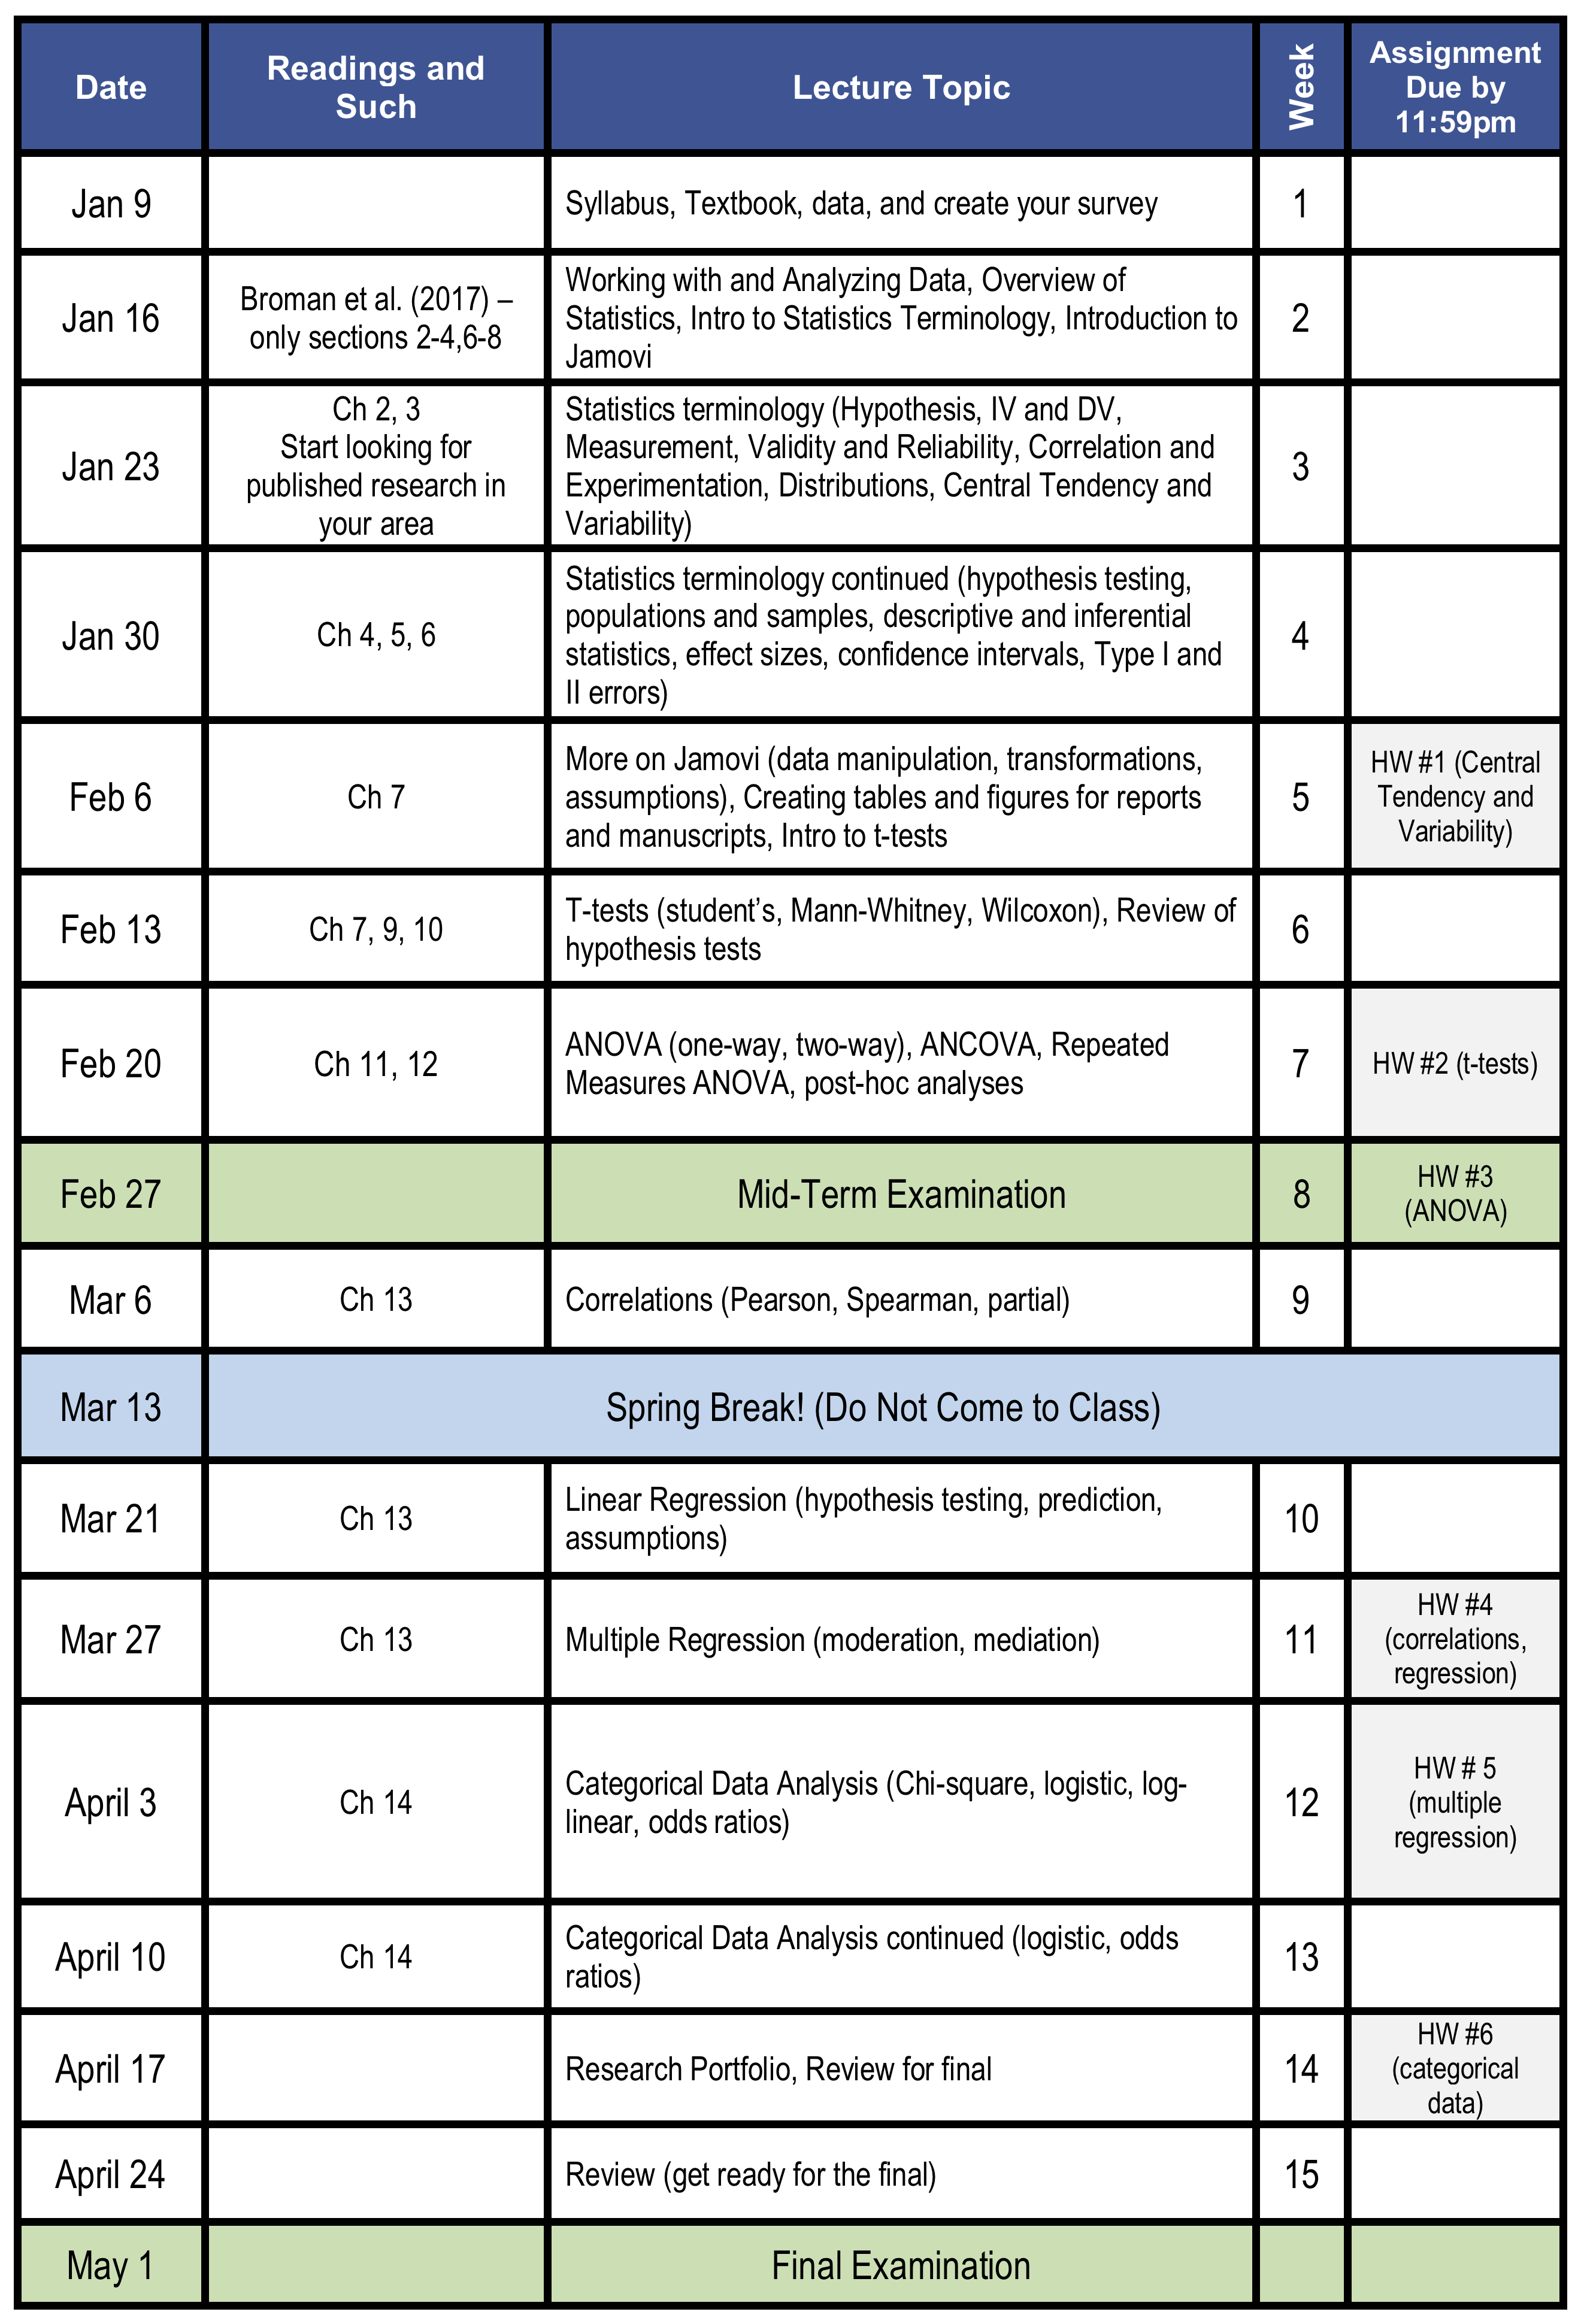 Date
Readings and
Such
Lecture Topic
Week
Assignment
Due by
11:59pm
Jan 9
Syllabus, Textbook, data, and create your survey
1
Jan 16
Broman et al. (2017) –
only sections 2-4,6-8
Working with and Analyzing Data, Overview of
Statistics, Intro to Statistics Terminology, Introduction to
Jamovi
2
Jan 23
Ch 2, 3
Start looking for
published research in
your area
Statistics terminology (Hypothesis, IV and DV,
Measurement, Validity and Reliability, Correlation and
Experimentation, Distributions, Central Tendency and
Variability)
3
Jan 30
Ch 4, 5, 6
Statistics terminology continued (hypothesis testing,
populations and samples, descriptive and inferential
statistics, effect sizes, confidence intervals, Type I and
II errors)
4
Feb 6
Ch 7
More on Jamovi (data manipulation, transformations,
assumptions), Creating tables and figures for reports
and manuscripts, Intro to t-tests
5
HW #1 (Central
Tendency and
Variability)
Feb 13
Ch 7, 9, 10
T-tests (student’s, Mann-Whitney, Wilcoxon), Review of
hypothesis tests
6
Feb 20
Ch 11, 12
ANOVA (one-way, two-way), ANCOVA, Repeated
Measures ANOVA, post-hoc analyses
7
HW #2 (t-tests)
Feb 27
Mid-Term Examination
8
HW #3
(ANOVA)
Mar 6
Ch 13
Correlations (Pearson, Spearman, partial)
9
Mar 13
Spring Break! (Do Not Come to Class)
Mar 21
Ch 13
Linear Regression (hypothesis testing, prediction,
assumptions)
10
Mar 27
Ch 13
Multiple Regression (moderation, mediation)
11
HW #4
(correlations,
regression)
April 3
Ch 14
Categorical Data Analysis (Chi-square, logistic, log-
linear, odds ratios)
12
HW # 5
(multiple
regression)
April 10
Ch 14
Categorical Data Analysis continued (logistic, odds
ratios)
13
April 17
Research Portfolio, Review for final
14
HW #6
(categorical
data)
April 24
Review (get ready for the final)
15
May 1
Final Examination